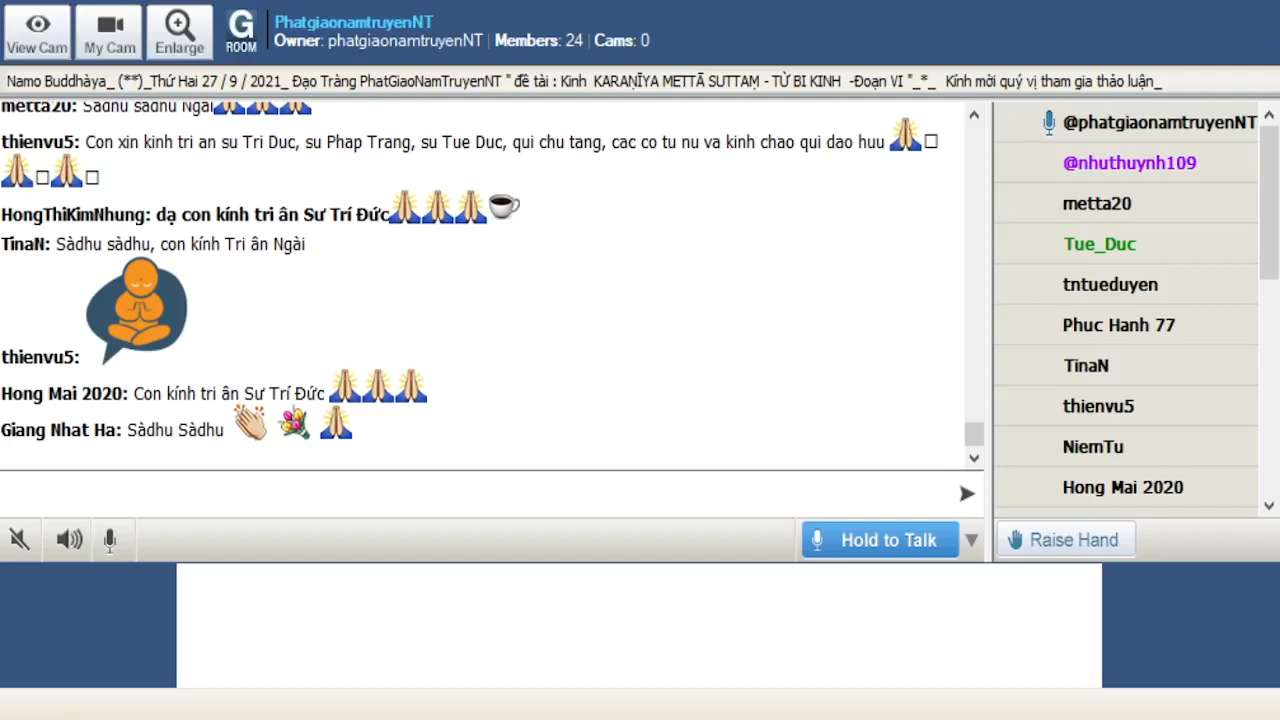 View Cam
My Cam
Enlarge
G
ROOM
PhatgiaonamtruyenNT
Owner: phatgiaonamtruyenNT | Members: 24 | Cams: 0
Namo Buddhàya_ (**)_Thứ Hai 27 / 9 / 2021_ Đạo Tràng PhatGiaoNamTruyenNT " đề tài : Kinh KARAṆĪYA METTĀ SUTTAṂ - TỪ BI KINH -Đoạn VI "_*_ Kính mời quý vị tham gia thảo luận_
metta20: Sadhu sadhu Ngài
thienvu5: Con xin kinh tri an su Tri Duc, su Phap Trang, su Tue Duc, qui chu tang, cac co tu nu va kinh chao qui dao huu
HongThiKimNhung: dạ con kính tri ân Sư Trí Đức
TinaN: Sàdhu sàdhu, con kính Tri ân Ngài
thienvu5:
Hong Mai 2020: Con kính tri ân Sư Trí Đức
Giang Nhat Ha: Sàdhu Sàdhu
@phatgiaonamtruyenNT
@nhuthuynh109
metta20
Tue_Duc
tntueduyen
Phuc Hanh 77
TinaN
thienvu5
NiemTu
Hong Mai 2020
Hold to Talk
Raise Hand